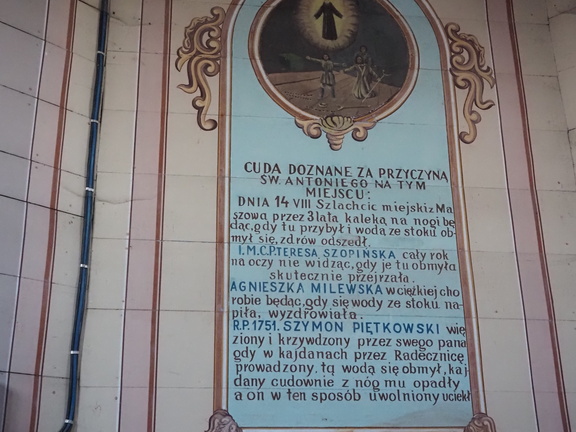 CUDA DOZNANE ZA PRZYCZYNĄ
ŚW. ANTONIEGO NA TYM
MIEJSCU:
DNIA 14 VIII Szlachcic miejski z Ma
szowa przez 3 lata kaleką na nogi bę
dąc, gdy tu przybył i wodą ze stoku ob-
mył się, zdrów odszedł.
I.M.C.P. TERESA SZOPIŃSKA cały rok
na oczy nie widząc, gdy je tu obmyła
skutecznie przejrzała.
AGNIESZKA MILEWSKA w ciężkiej cho
robie będąc, gdy się wody ze stoku na-
piła, wyzdrowiała.
R.P. 1751. SZYMON PIĘTKOWSKI wię
ziony i krzywdzony przez swego pana
gdy w kajdanach przez Radecznicę
prowadzony, tą wodą się obmył, kaj
dany cudownie z nóg mu opadły
a on w ten sposób uwolniony uciekł